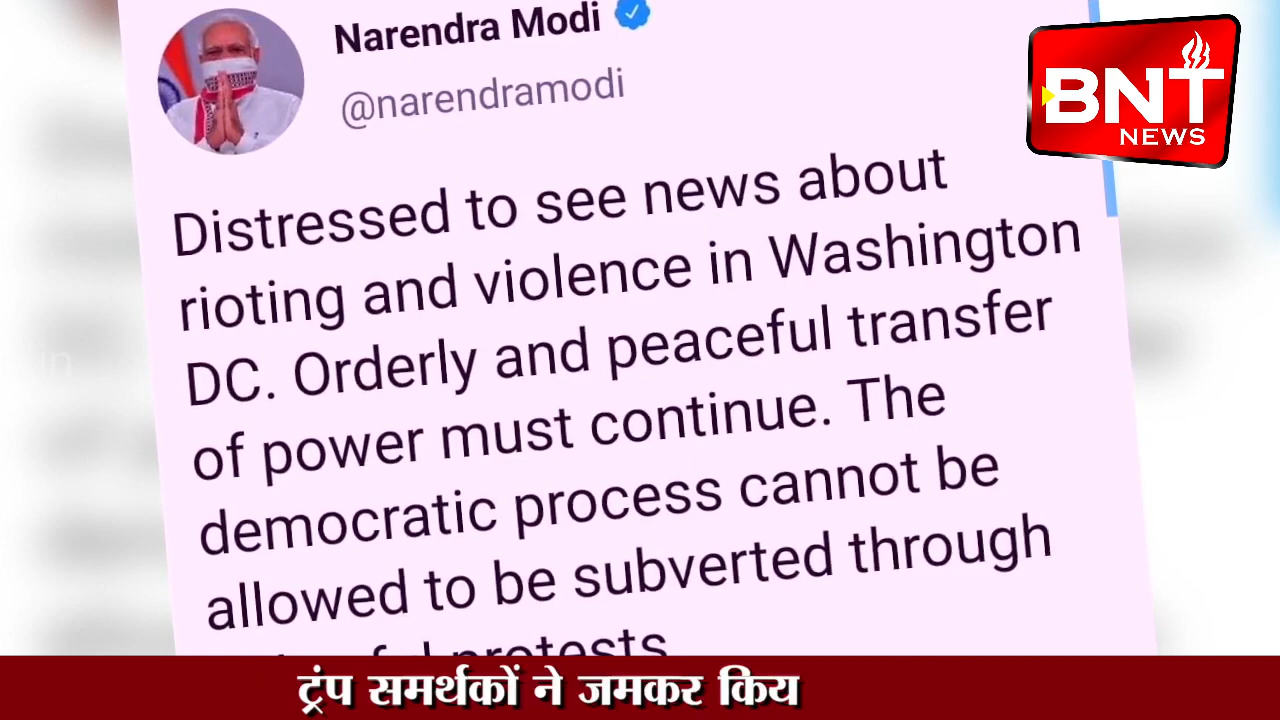 Narendra Modi
@narendramodi
BNT
NEWS
Distressed to see news about
rioting and violence in Washington
DC. Orderly and peaceful transfer
of power must continue. The
democratic process cannot be
allowed to be subverted through
protests.
ट्रंप समर्थकों ने जमकर किय